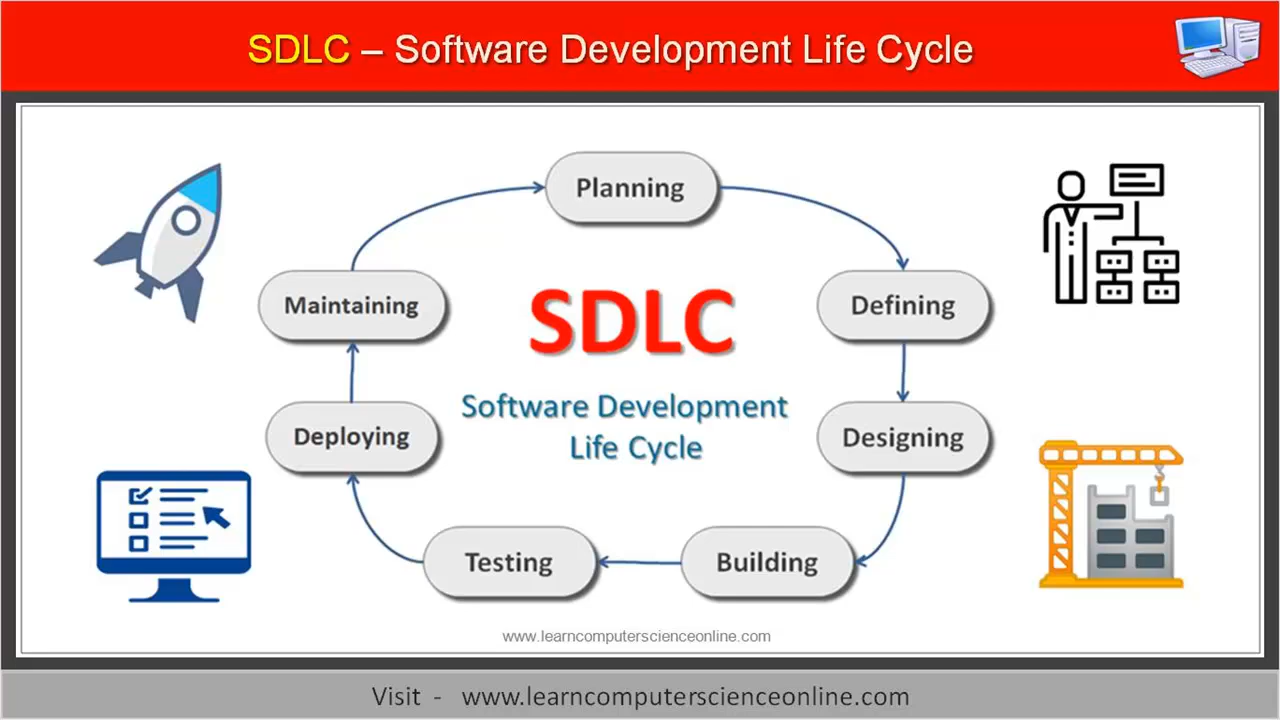 SDLC – Software Development Life Cycle
Planning
Maintaining
Defining
SDLC
Software Development
Life Cycle
Deploying
Designing
Testing
Building
www.learncomputerscienceonline.com
Visit - www.learncomputerscienceonline.com